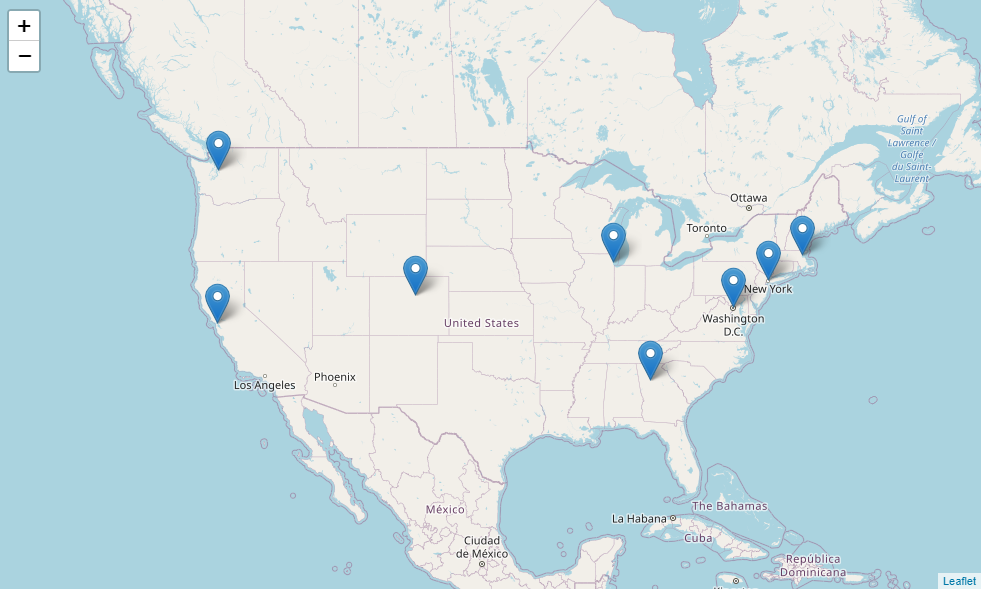 +
−
Gulf of
Saint
Lawrence /
Golfe
du Saint-
Laurent
Ottawa
Toronto
New York
Washington
D.C.
United States
Los Angeles
Phoenix
México
Ciudad
de México
La Habana
The Bahamas
Cuba
República
Dominicana
Leaflet